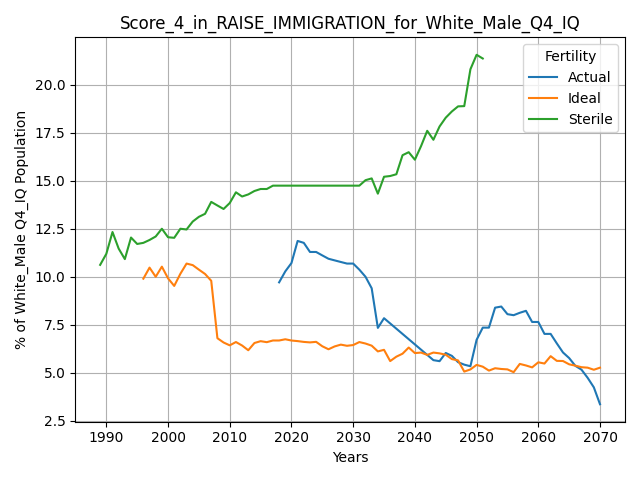 Score_4_in_RAISE_IMMIGRATION_for_White_Male_Q4_IQ
% of White_Male Q4_IQ Population
20.0
17.5
15.0
12.5
10.0
7.5
5.0
2.5
Fertility
Actual
Ideal
Sterile
1990 2000 2010 2020 2030 2040 2050 2060 2070
Years